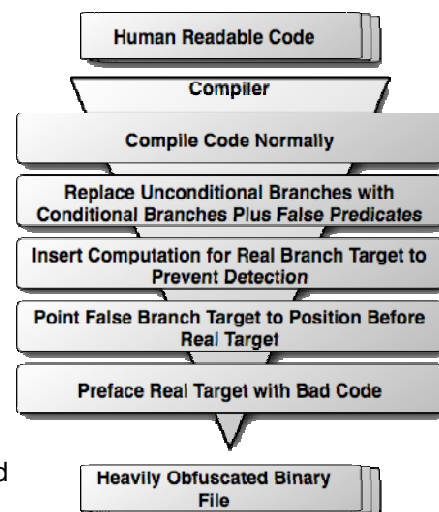 Human Readable Code
Compiler
Compile Code Normally
Replace Unconditional Branches with
Conditional Branches Plus False Predicates
Insert Computation for Real Branch Target to
Prevent Detection
Point False Branch Target to Position Before
Real Target
Preface Real Target with Bad Code
Heavily Obfuscated Binary
File